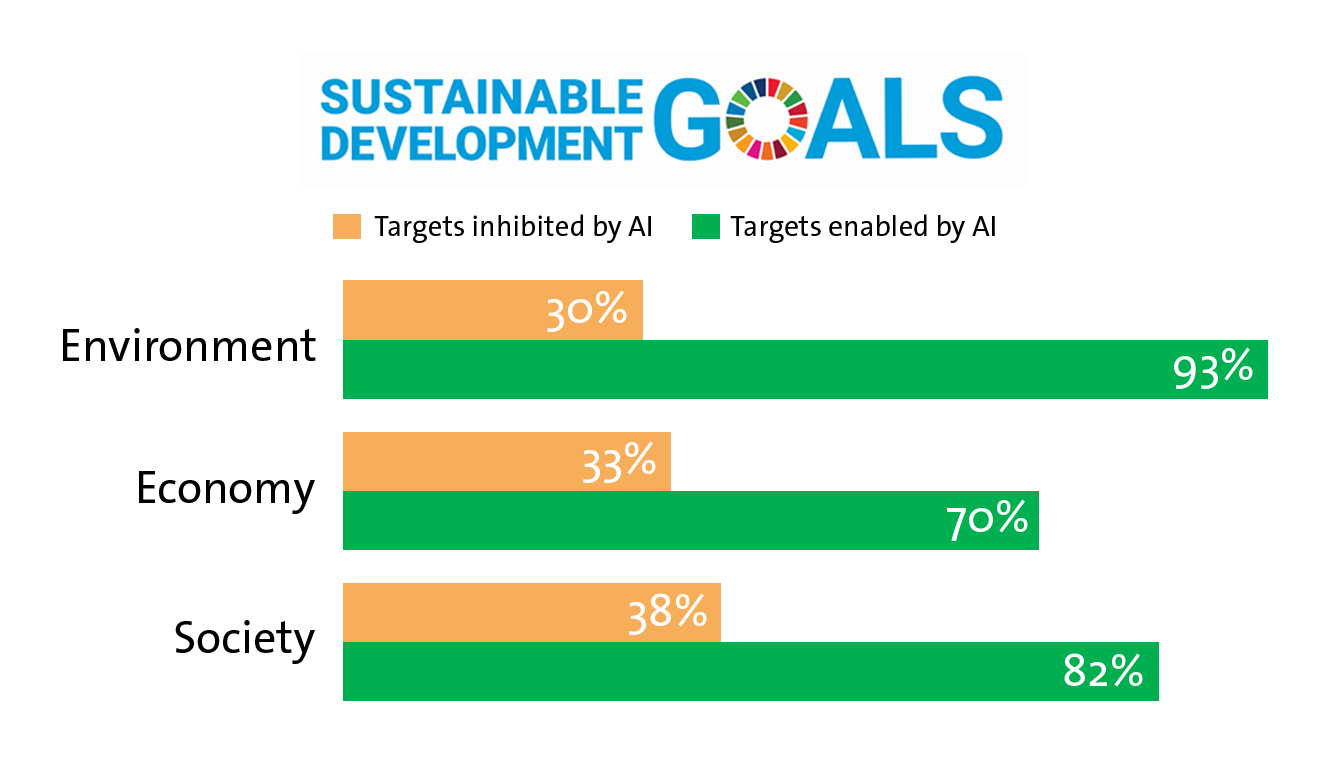 SUSTAINABLE
DEVELOPMENT
GOALS
Targets inhibited by AI
Targets enabled by AI
Environment
30%
93%
Economy
33%
70%
Society
38%
82%